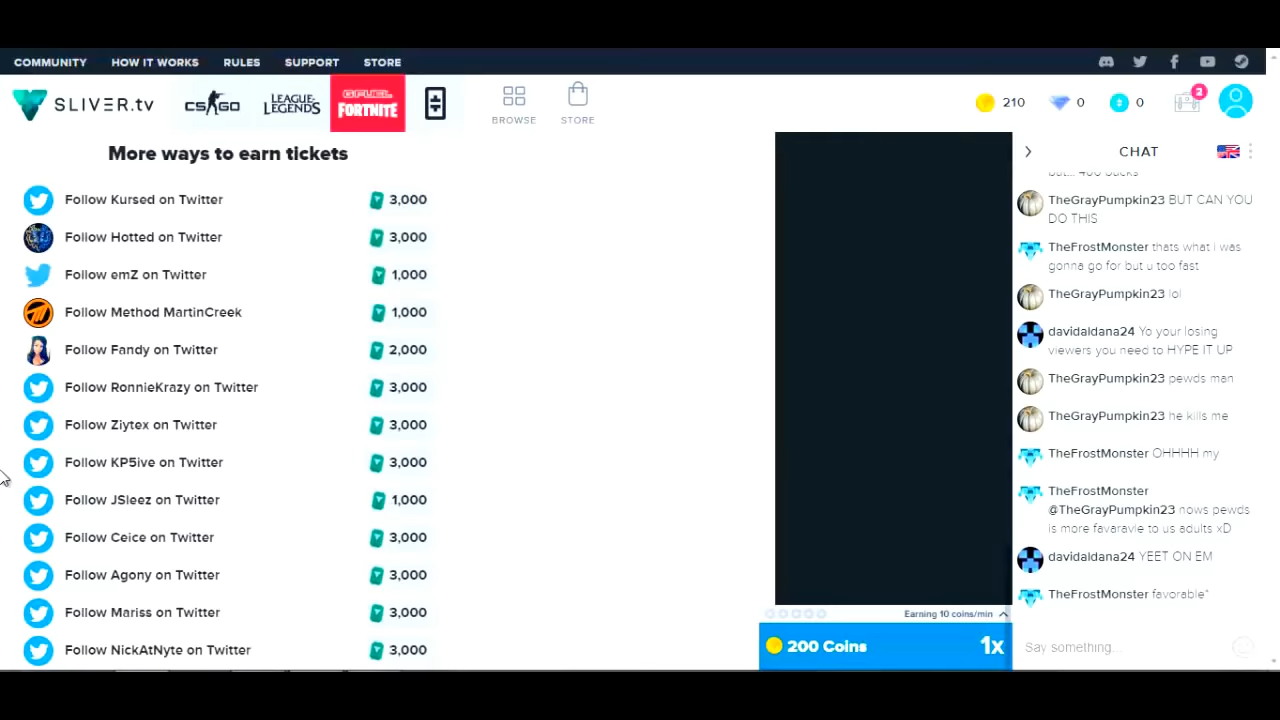 COMMUNITY HOW IT WORKS RULES SUPPORT STORE
SLIVER.tv CS:GO LEAGUE OF LEGENDS G FUEL FORTNITE BROWSE STORE 210 0 0 2
More ways to earn tickets
Follow Kursed on Twitter 3,000
Follow Hotted on Twitter 3,000
Follow emZ on Twitter 1,000
Follow Method MartinCreek 1,000
Follow Fandy on Twitter 2,000
Follow RonnieKrazy on Twitter 3,000
Follow Ziytex on Twitter 3,000
Follow KP5ive on Twitter 3,000
Follow JSleez on Twitter 1,000
Follow Ceice on Twitter 3,000
Follow Agony on Twitter 3,000
Follow Mariss on Twitter 3,000
Follow NickAtNyte on Twitter 3,000
Earning 10 coins/min
200 Coins 1x
CHAT
but... 400 bucks
TheGrayPumpkin23 BUT CAN YOU
DO THIS
TheFrostMonster thats what i was
gonna go for but u too fast
TheGrayPumpkin23 lol
davidaldana24 Yo your losing
viewers you need to HYPE IT UP
TheGrayPumpkin23 pewds man
TheGrayPumpkin23 he kills me
TheFrostMonster OHHHH my
TheFrostMonster
@TheGrayPumpkin23 nows pewds
is more favaravle to us adults xD
davidaldana24 YEET ON EM
TheFrostMonster favorable*
Say something...